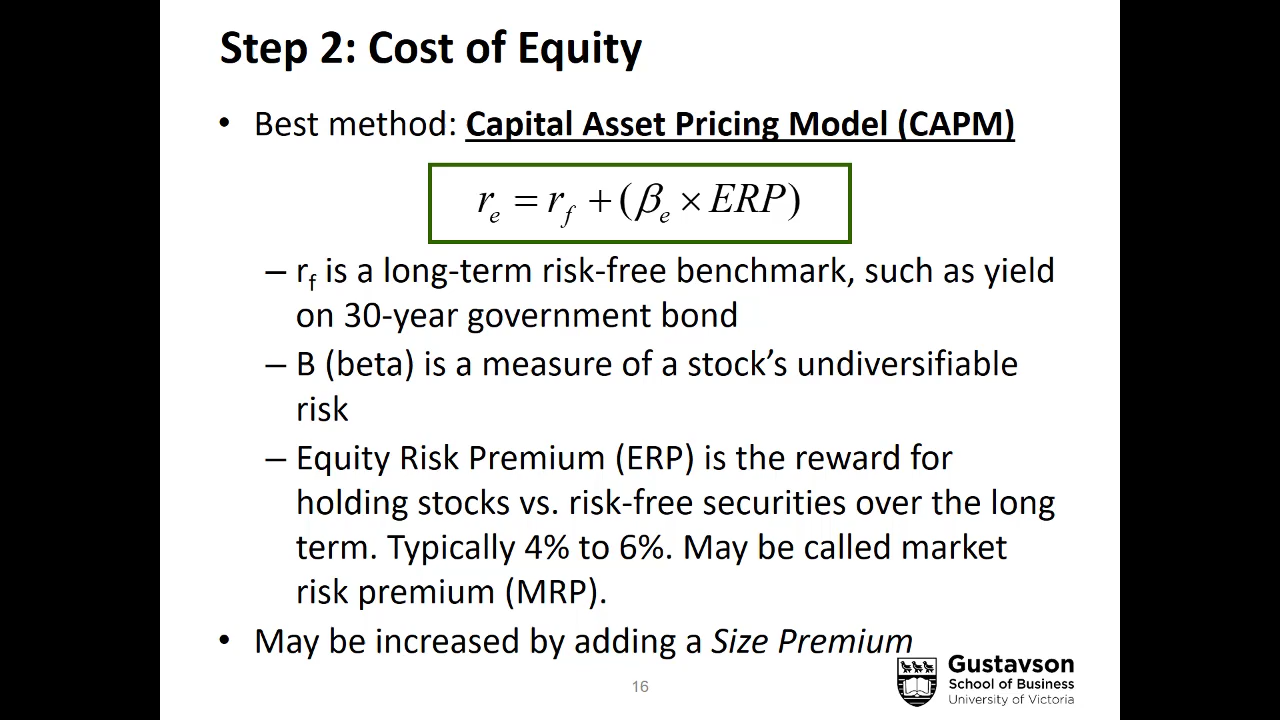 Step 2: Cost of Equity
• Best method: Capital Asset Pricing Model (CAPM)
rₑ = r_f + (βₑ × ERP)
– r_f is a long-term risk-free benchmark, such as yield
on 30-year government bond
– B (beta) is a measure of a stock’s undiversifiable
risk
– Equity Risk Premium (ERP) is the reward for
holding stocks vs. risk-free securities over the long
term. Typically 4% to 6%. May be called market
risk premium (MRP).
• May be increased by adding a Size Premium
Gustavson
School of Business
University of Victoria
16